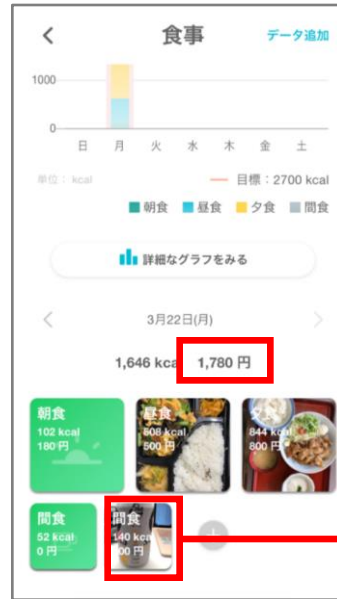 食事
データ追加
1000
0
日 月 火 水 木 金 土
単位： kcal
目標：2700 kcal
朝食 昼食 夕食 間食
詳細なグラフをみる
3月22日(月)
1,646 kca 1,780 円
朝食
102 kcal
180 円
昼食
508 kcal
500 円
844 kcal
800 円
間食
52 kcal
0 円
間食
140 kcal